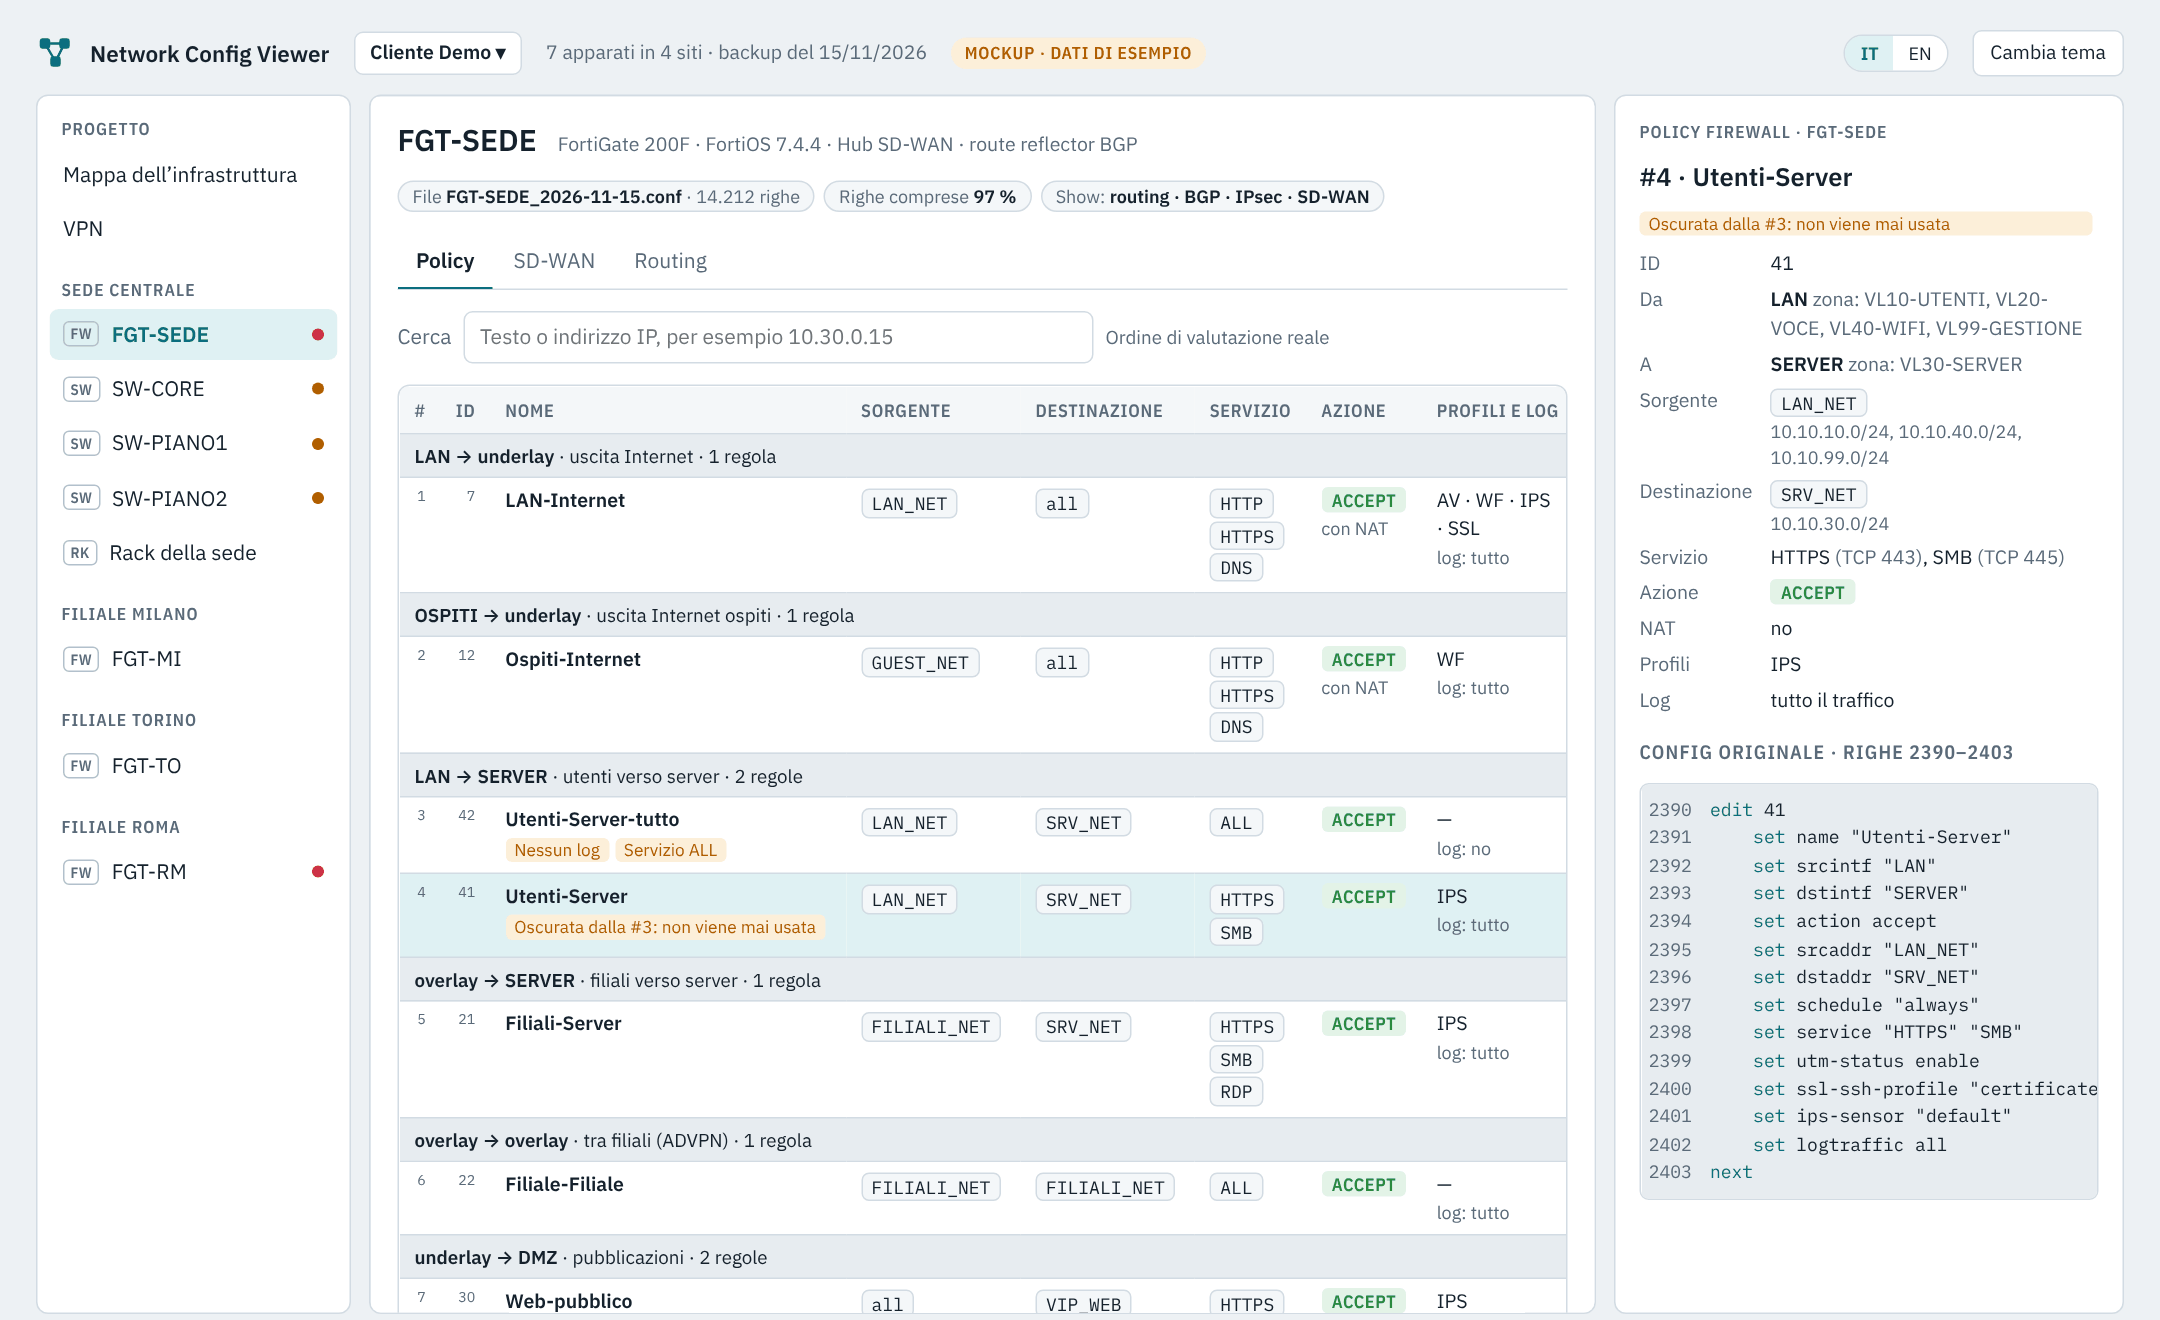 Network Config Viewer
Cliente Demo ▾
7 apparati in 4 siti · backup del 15/11/2026
MOCKUP · DATI DI ESEMPIO
IT EN
Cambia tema
PROGETTO
Mappa dell’infrastruttura
VPN
SEDE CENTRALE
FW FGT-SEDE
SW SW-CORE
SW SW-PIANO1
SW SW-PIANO2
RK Rack della sede
FILIALE MILANO
FW FGT-MI
FILIALE TORINO
FW FGT-TO
FILIALE ROMA
FW FGT-RM
FGT-SEDE FortiGate 200F · FortiOS 7.4.4 · Hub SD-WAN · route reflector BGP
File FGT-SEDE_2026-11-15.conf · 14.212 righe
Righe comprese 97 %
Show: routing · BGP · IPsec · SD-WAN
Policy SD-WAN Routing
Cerca Testo o indirizzo IP, per esempio 10.30.0.15 Ordine di valutazione reale
# ID NOME SORGENTE DESTINAZIONE SERVIZIO AZIONE PROFILI E LOG
LAN → underlay · uscita Internet · 1 regola
1 7 LAN-Internet LAN_NET all HTTP ACCEPT AV · WF · IPS
HTTPS con NAT · SSL
DNS log: tutto
OSPITI → underlay · uscita Internet ospiti · 1 regola
2 12 Ospiti-Internet GUEST_NET all HTTP ACCEPT WF
HTTPS con NAT log: tutto
DNS
LAN → SERVER · utenti verso server · 2 regole
3 42 Utenti-Server-tutto LAN_NET SRV_NET ALL ACCEPT —
Nessun log Servizio ALL log: no
4 41 Utenti-Server LAN_NET SRV_NET HTTPS ACCEPT IPS
Oscurata dalla #3: non viene mai usata SMB log: tutto
overlay → SERVER · filiali verso server · 1 regola
5 21 Filiali-Server FILIALI_NET SRV_NET HTTPS ACCEPT IPS
SMB log: tutto
RDP
overlay → overlay · tra filiali (ADVPN) · 1 regola
6 22 Filiale-Filiale FILIALI_NET FILIALI_NET ALL ACCEPT —
log: tutto
underlay → DMZ · pubblicazioni · 2 regole
7 30 Web-pubblico all VIP_WEB HTTPS ACCEPT IPS
POLICY FIREWALL · FGT-SEDE
#4 · Utenti-Server
Oscurata dalla #3: non viene mai usata
ID 41
Da LAN zona: VL10-UTENTI, VL20-
VOCE, VL40-WIFI, VL99-GESTIONE
A SERVER zona: VL30-SERVER
Sorgente LAN_NET
10.10.10.0/24, 10.10.40.0/24,
10.10.99.0/24
Destinazione SRV_NET
10.10.30.0/24
Servizio HTTPS (TCP 443), SMB (TCP 445)
Azione ACCEPT
NAT no
Profili IPS
Log tutto il traffico
CONFIG ORIGINALE · RIGHE 2390–2403
2390 edit 41
2391 set name "Utenti-Server"
2392 set srcintf "LAN"
2393 set dstintf "SERVER"
2394 set action accept
2395 set srcaddr "LAN_NET"
2396 set dstaddr "SRV_NET"
2397 set schedule "always"
2398 set service "HTTPS" "SMB"
2399 set utm-status enable
2400 set ssl-ssh-profile "certificate
2401 set ips-sensor "default"
2402 set logtraffic all
2403 next